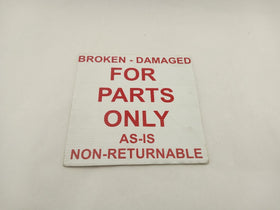 BROKEN - DAMAGED
FOR
PARTS
ONLY
AS-IS
NON-RETURNABLE